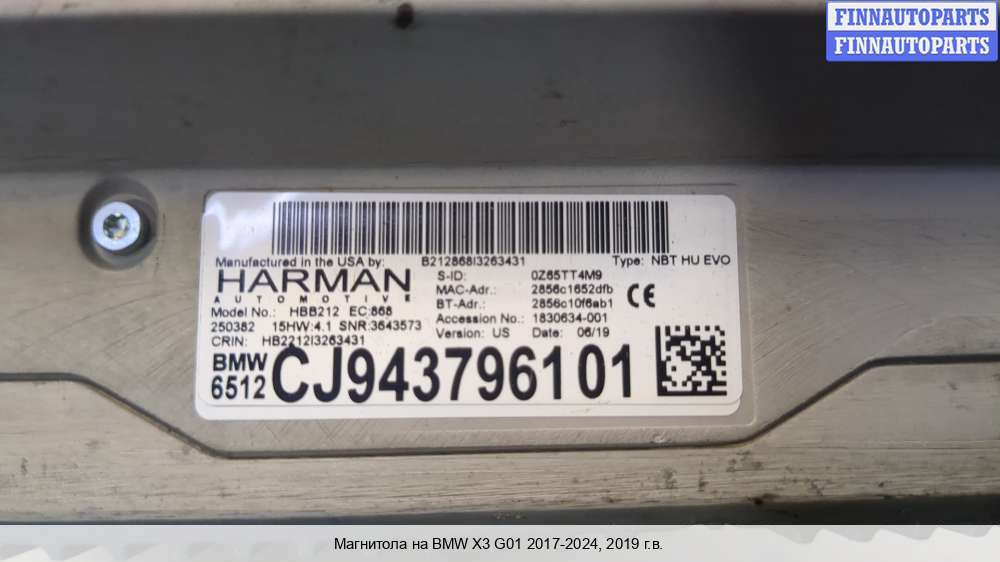 FINNAUTOPARTS
FINNAUTOPARTS
Manufactured in the USA by: B212868I3263431 Type: NBT HU EVO
HARMAN
AUTOMOTIVE
S-ID: 0Z65TT4M9
MAC-Adr.: 2856c1652dfb
BT-Adr.: 2856c10f6ab1
CE
Model No.: HBB212 EC:868
Accession No.: 1830634-001
250382 15HW:4.1 SNR:3643573
Version: US Date: 06/19
CRIN: HB2212I3263431
BMW
6512
CJ943796101
Магнитола на BMW X3 G01 2017-2024, 2019 г.в.